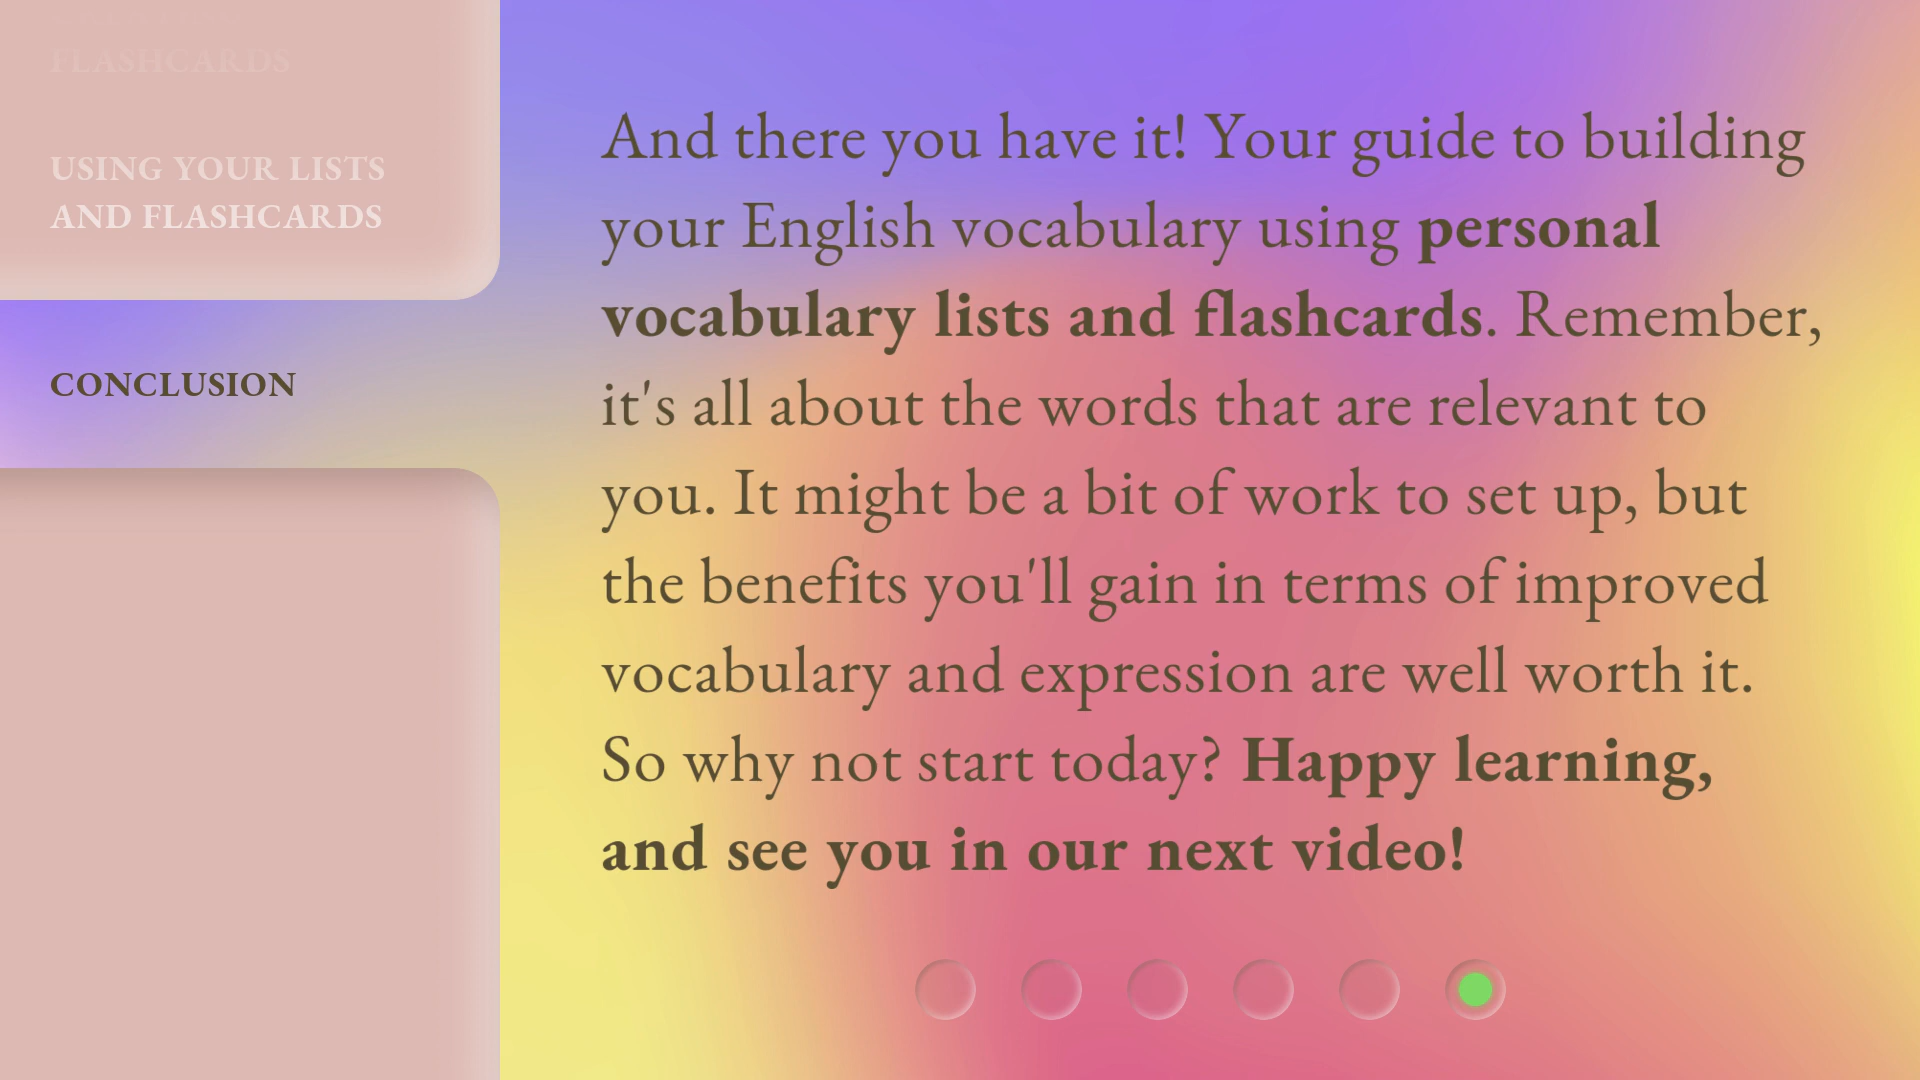 FLASHCARDS
USING YOUR LISTS
AND FLASHCARDS
CONCLUSION
And there you have it! Your guide to building
your English vocabulary using personal
vocabulary lists and flashcards. Remember,
it's all about the words that are relevant to
you. It might be a bit of work to set up, but
the benefits you'll gain in terms of improved
vocabulary and expression are well worth it.
So why not start today? Happy learning,
and see you in our next video!